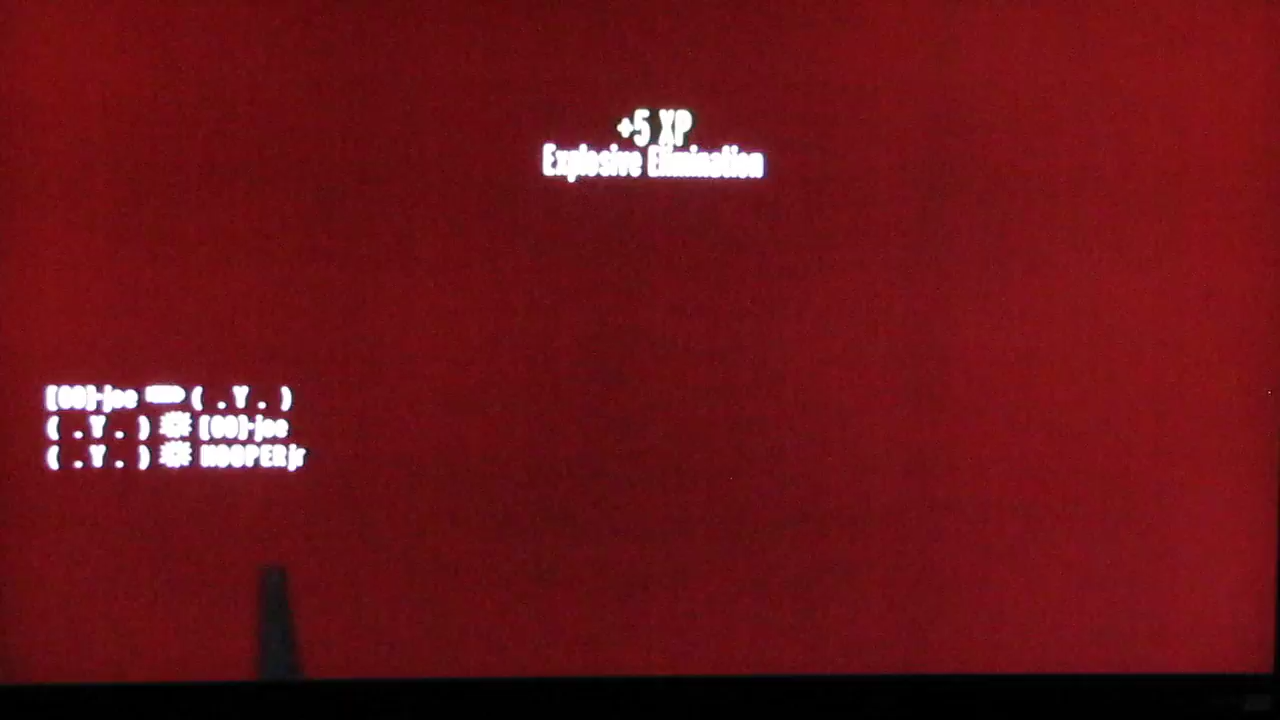 +5 XP
Explosive Elimination
[00]-joe ( .Y. )
( .Y. ) [00]-joe
( .Y. ) HOOPERjr